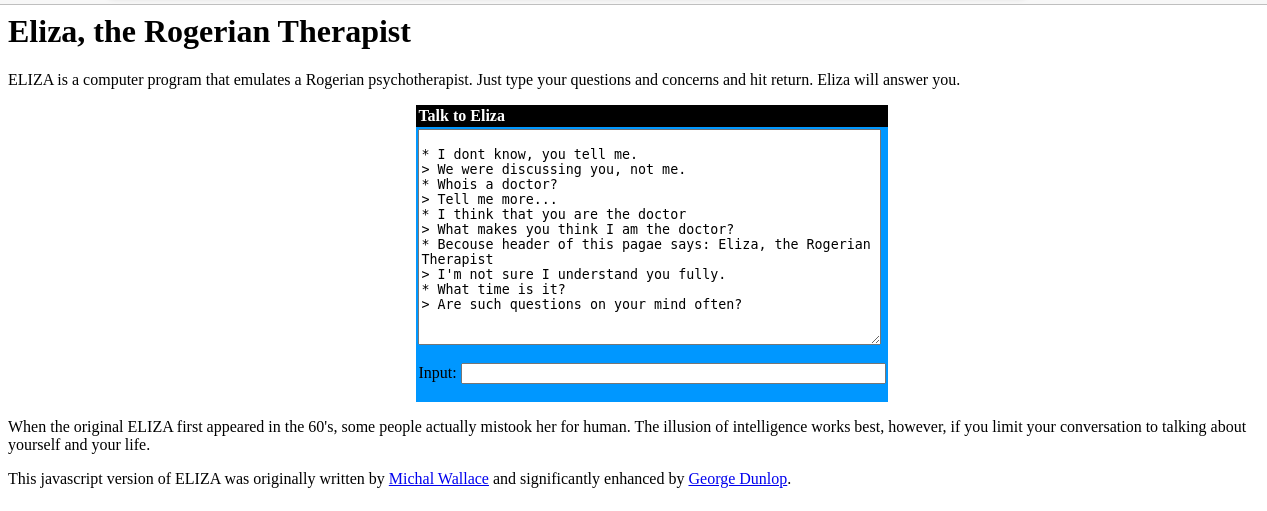 Eliza, the Rogerian Therapist
ELIZA is a computer program that emulates a Rogerian psychotherapist. Just type your questions and concerns and hit return. Eliza will answer you.
Talk to Eliza
* I dont know, you tell me.
> We were discussing you, not me.
* Whois a doctor?
> Tell me more...
* I think that you are the doctor
> What makes you think I am the doctor?
* Becouse header of this pagae says: Eliza, the Rogerian
Therapist
> I'm not sure I understand you fully.
* What time is it?
> Are such questions on your mind often?
Input:
When the original ELIZA first appeared in the 60's, some people actually mistook her for human. The illusion of intelligence works best, however, if you limit your conversation to talking about
yourself and your life.
This javascript version of ELIZA was originally written by Michal Wallace and significantly enhanced by George Dunlop.